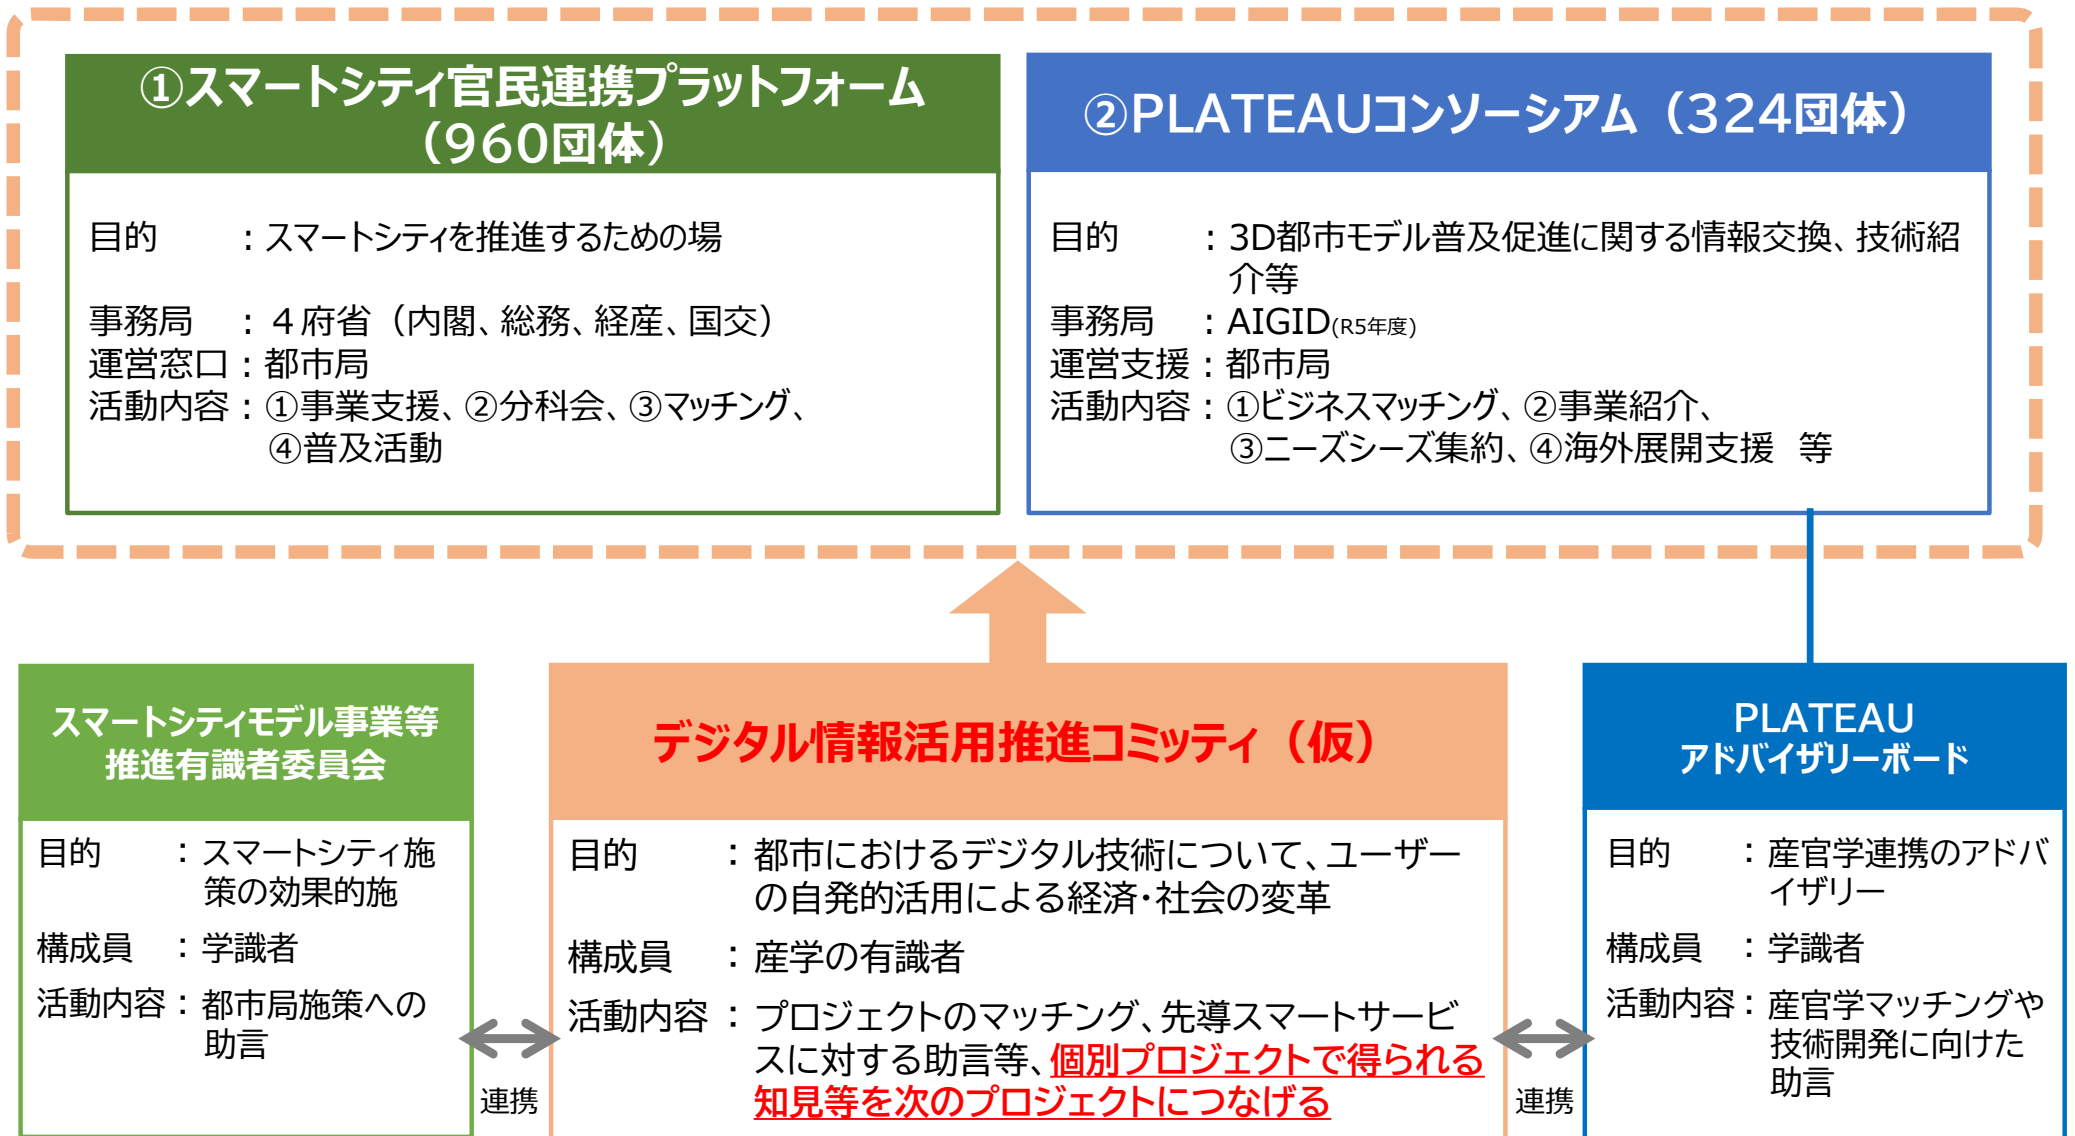 ①スマートシティ官民連携プラットフォーム
（960団体）
目的　　：スマートシティを推進するための場
事務局　：４府省（内閣、総務、経産、国交）
運営窓口：都市局
活動内容：①事業支援、②分科会、③マッチング、
④普及活動
②PLATEAUコンソーシアム（324団体）
目的　　：3D都市モデル普及促進に関する情報交換、技術紹
介等
事務局　：AIGID(R5年度)
運営支援：都市局
活動内容：①ビジネスマッチング、②事業紹介、
③ニーズシーズ集約、④海外展開支援　等
スマートシティモデル事業等
推進有識者委員会
目的　　：スマートシティ施
策の効果的施
構成員　：学識者
活動内容：都市局施策への
助言
連携
デジタル情報活用推進コミッティ（仮）
目的　　：都市におけるデジタル技術について、ユーザー
の自発的活用による経済・社会の変革
構成員　：産学の有識者
活動内容：プロジェクトのマッチング、先導スマートサービ
スに対する助言等、個別プロジェクトで得られる
知見等を次のプロジェクトにつなげる
連携
PLATEAU
アドバイザリーボード
目的　　：産官学連携のアドバ
イザリー
構成員　：学識者
活動内容：産官学マッチングや
技術開発に向けた
助言